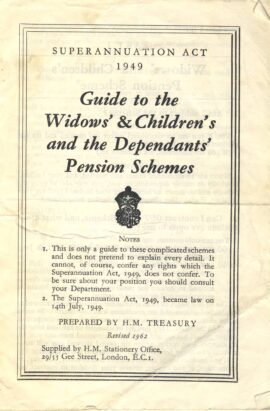 SUPERANNUATION ACT
1949
Guide to the
Widows' & Children's
and the Dependants'
Pension Schemes
NOTES
1. This is only a guide to these complicated schemes
and does not pretend to explain every detail. It
cannot, of course, confer any rights which the
Superannuation Act, 1949, does not confer. To
be sure about your position you should consult
your Department.
2. The Superannuation Act, 1949, became law on
14th July, 1949.
PREPARED BY H.M. TREASURY
Revised 1962
Supplied by H.M. Stationery Office,
29/55 Gee Street, London, E.C.1.